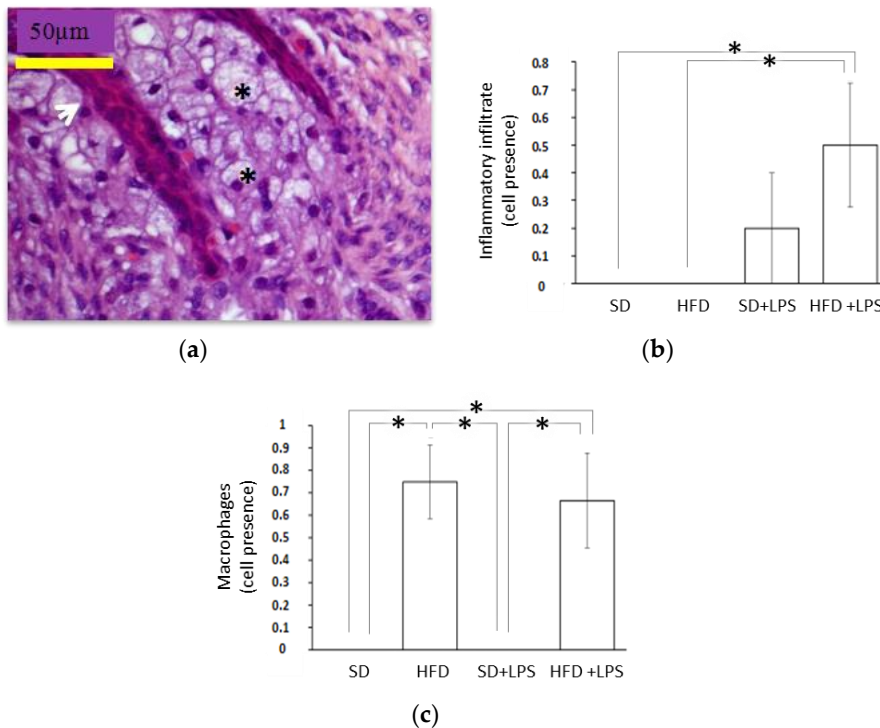 50µm
*
*
(a)
Inflammatory infiltrate
(cell presence)
*
*
0.8
0.7
0.6
0.5
0.4
0.3
0.2
0.1
0
SD HFD SD+LPS HFD +LPS
(b)
Macrophages
(cell presence)
*
* * *
1
0.9
0.8
0.7
0.6
0.5
0.4
0.3
0.2
0.1
0
SD HFD SD+LPS HFD +LPS
(c)